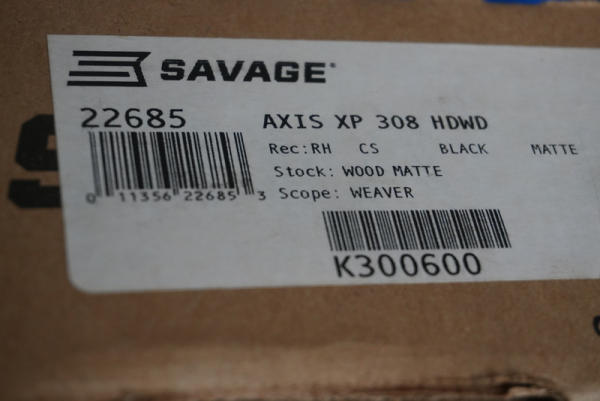 SAVAGE
22685 AXIS XP 308 HDWD
Rec:RH CS BLACK MATTE
Stock: WOOD MATTE
0 11356 22685 3 Scope: WEAVER
K300600